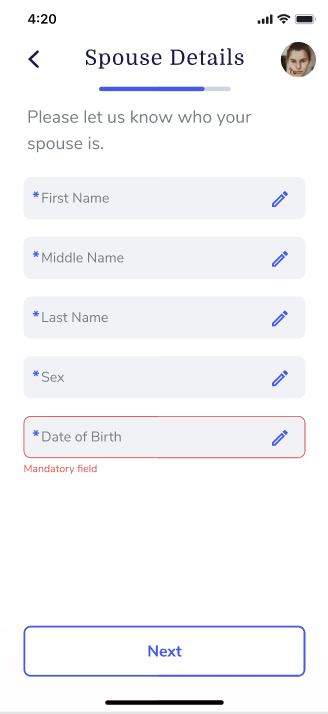 4:20
Spouse Details
Please let us know who your
spouse is.
*First Name
*Middle Name
*Last Name
*Sex
*Date of Birth
Mandatory field
Next